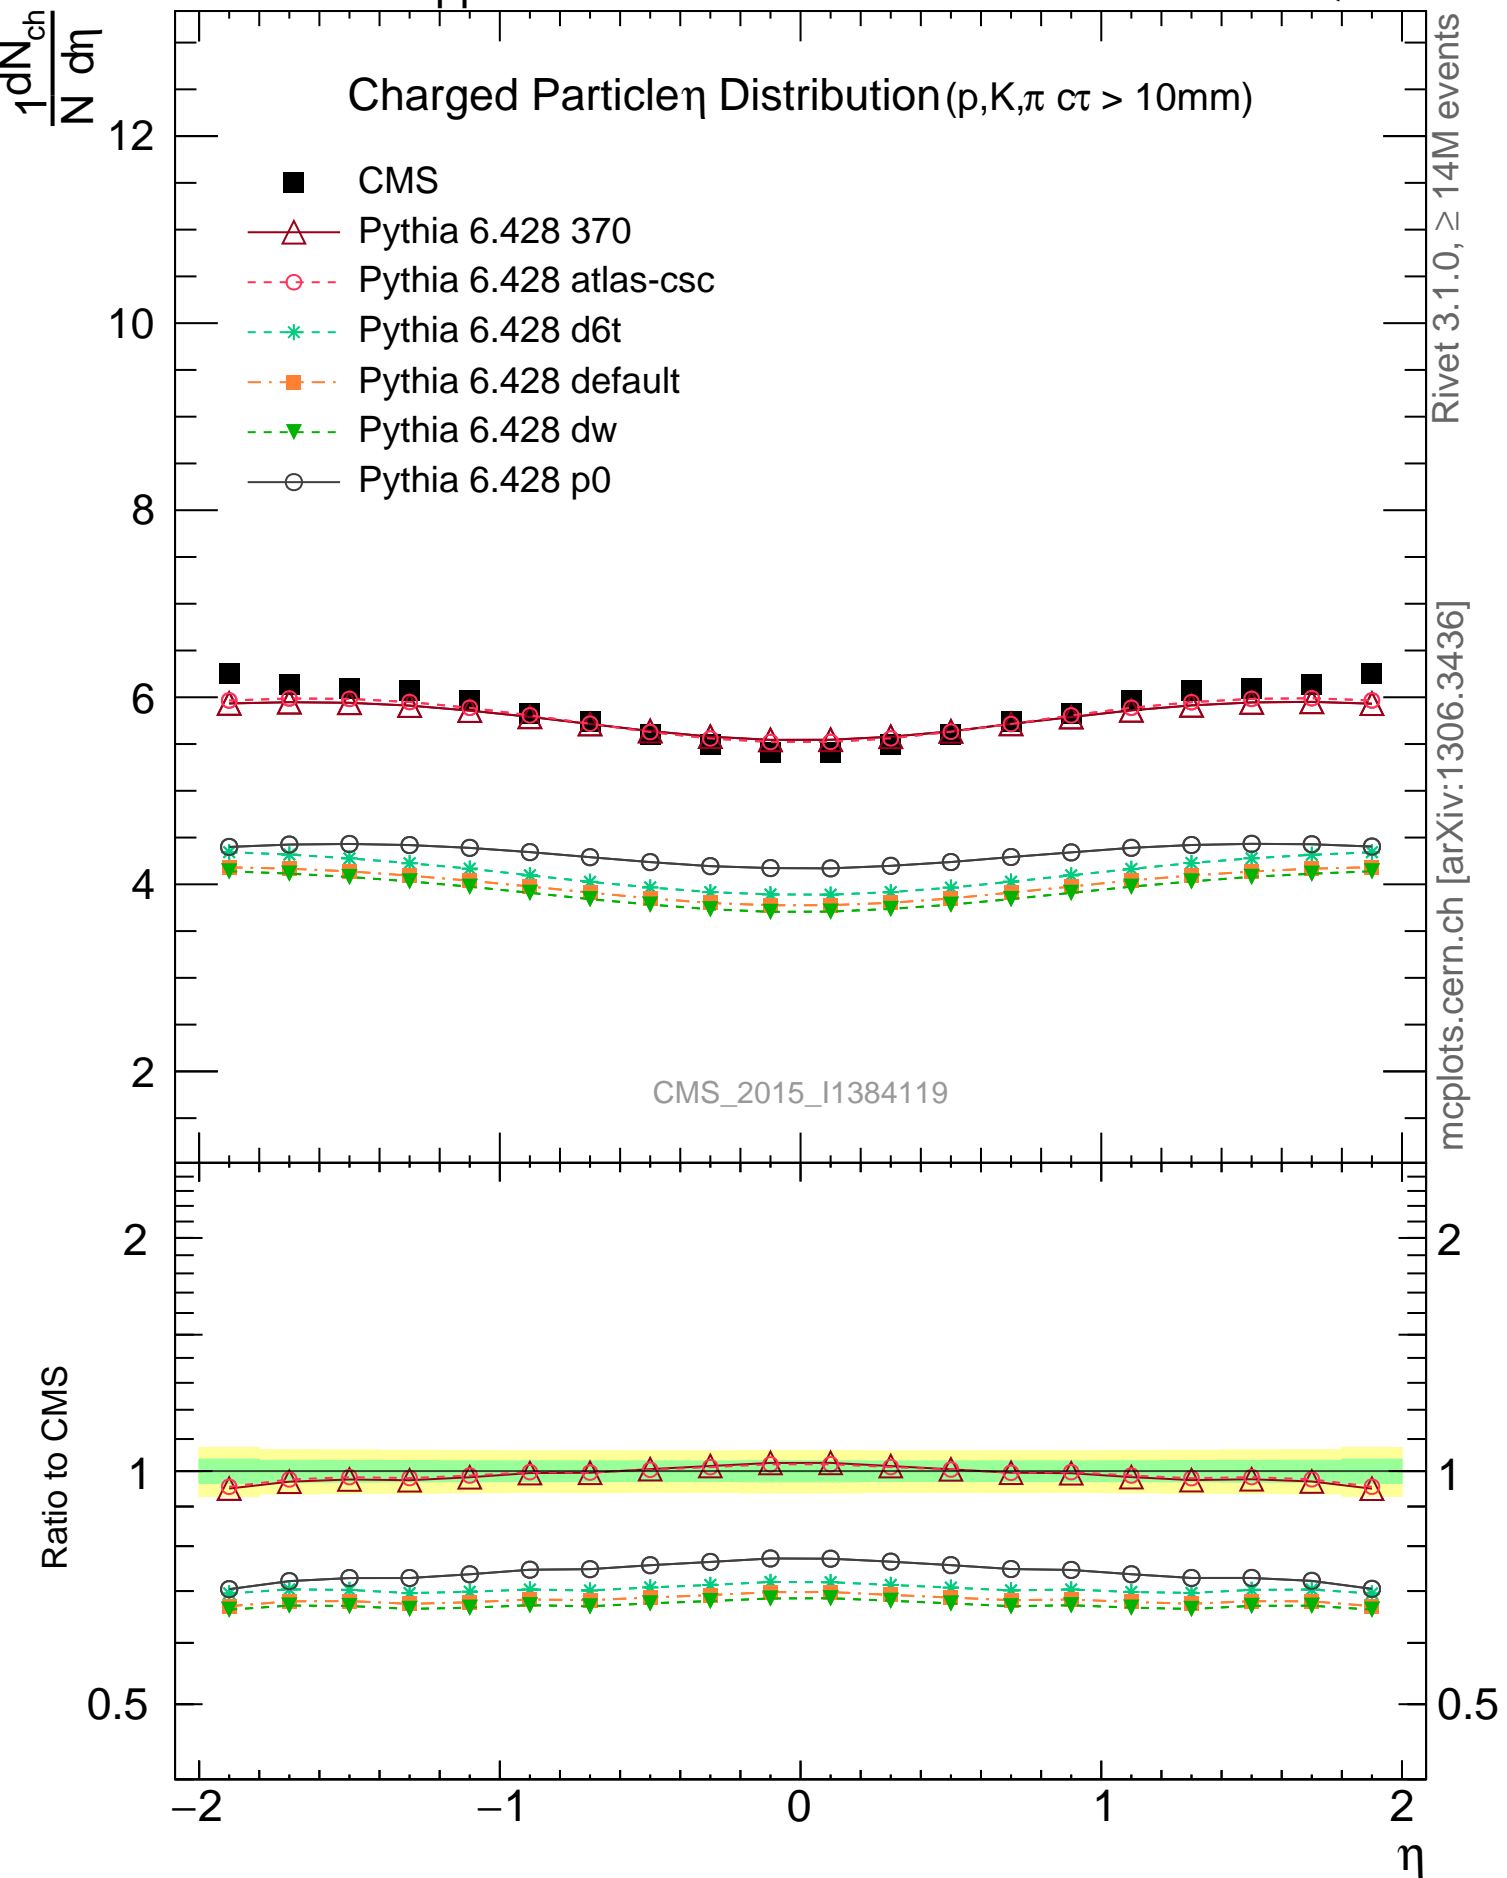 1 dN_ch
N dη
Charged Particle η Distribution (p,K,π cτ > 10mm)
CMS
Pythia 6.428 370
Pythia 6.428 atlas-csc
Pythia 6.428 d6t
Pythia 6.428 default
Pythia 6.428 dw
Pythia 6.428 p0
12
10
8
6
4
2
CMS_2015_I1384119
Rivet 3.1.0, ≥ 14M events
mcplots.cern.ch [arXiv:1306.3436]
Ratio to CMS
2
1
0.5
2
1
0.5
−2
−1
0
1
2
η